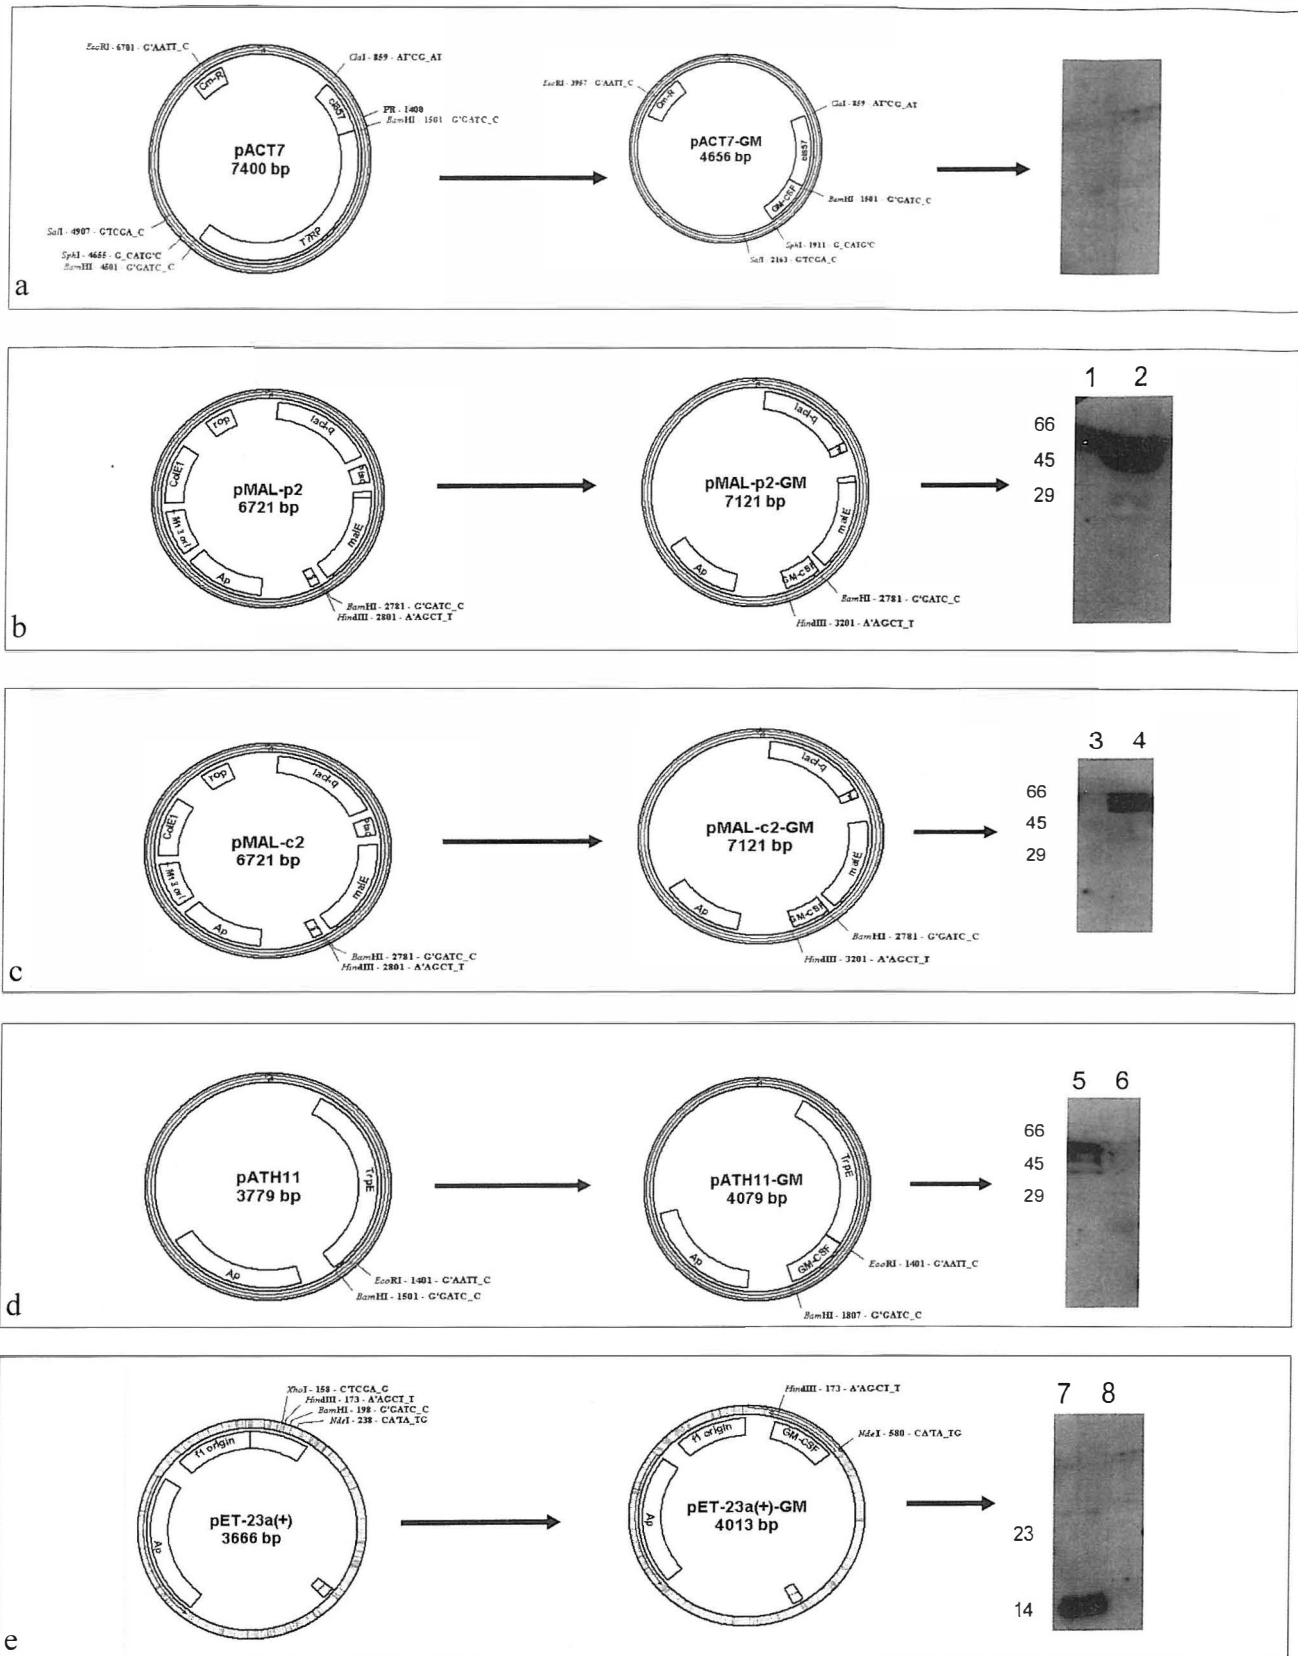 EcoRI - 6701 - G'AATT_C
ClaI - 859 - AT'CG_AT
Cm-R
cI857
PR - 1400
BamHI - 1501 - G'GATC_C
pACT7
7400 bp
SalI - 4907 - G'TCGA_C
SphI - 4655 - G_CATG'C
BamHI - 4501 - G'GATC_C
T7RP
EcoRI - 3957 - G'AATT_C
ClaI - 859 - AT'CG_AT
Cm-R
cI857
pACT7-GM
4656 bp
BamHI - 1501 - G'GATC_C
GM-CSF
SphI - 1911 - G_CATG'C
SalI - 2163 - G'TCGA_C
a
rop
lacI-q
ColE1
Ptac
pMAL-p2
6721 bp
malE
M13 ori
Ap
BamHI - 2781 - G'GATC_C
HindIII - 2801 - A'AGCT_T
lacI-q
pMAL-p2-GM
7121 bp
malE
Ap
GM-CSF
BamHI - 2781 - G'GATC_C
HindIII - 3201 - A'AGCT_T
1 2
66
45
29
b
rop
lacI-q
ColE1
Ptac
pMAL-c2
6721 bp
malE
M13 ori
Ap
BamHI - 2781 - G'GATC_C
HindIII - 2801 - A'AGCT_T
lacI-q
pMAL-c2-GM
7121 bp
malE
Ap
GM-CSF
BamHI - 2781 - G'GATC_C
HindIII - 3201 - A'AGCT_T
3 4
66
45
29
c
pATH11
3779 bp
TrpE
Ap
EcoRI - 1401 - G'AATT_C
BamHI - 1501 - G'GATC_C
TrpE
pATH11-GM
4079 bp
Ap
GM-CSF
EcoRI - 1401 - G'AATT_C
BamHI - 1807 - G'GATC_C
5 6
66
45
29
d
XhoI - 158 - C'TCGA_G
HindIII - 173 - A'AGCT_T
BamHI - 198 - G'GATC_C
NdeI - 238 - CA'TA_TG
f1 origin
pET-23a(+)
3666 bp
Ap
HindIII - 173 - A'AGCT_T
f1 origin
GM-CSF
NdeI - 580 - CA'TA_TG
pET-23a(+)-GM
4013 bp
Ap
7 8
23
14
e